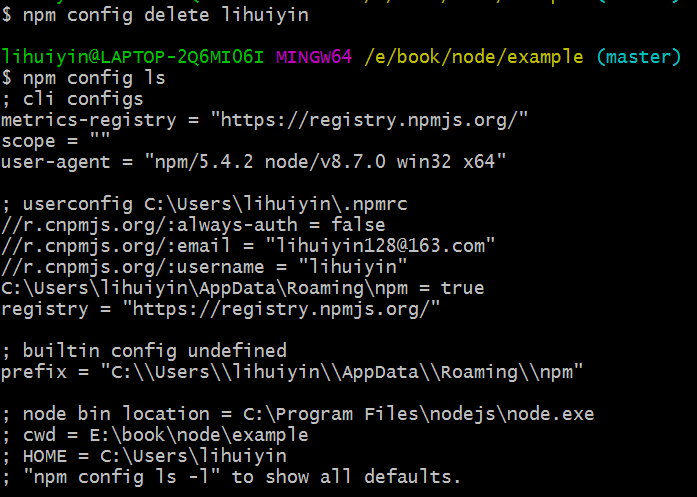 $ npm config delete lihuiyin
lihuiyin@LAPTOP-2Q6MI06I MINGW64 /e/book/node/example (master)
$ npm config ls
; cli configs
metrics-registry = "https://registry.npmjs.org/"
scope = ""
user-agent = "npm/5.4.2 node/v8.7.0 win32 x64"
; userconfig C:\Users\lihuiyin\.npmrc
//r.cnpmjs.org/:always-auth = false
//r.cnpmjs.org/:email = "lihuiyin128@163.com"
//r.cnpmjs.org/:username = "lihuiyin"
C:\Users\lihuiyin\AppData\Roaming\npm = true
registry = "https://registry.npmjs.org/"
; builtin config undefined
prefix = "C:\\Users\\lihuiyin\\AppData\\Roaming\\npm"
; node bin location = C:\Program Files\nodejs\node.exe
; cwd = E:\book\node\example
; HOME = C:\Users\lihuiyin
; "npm config ls -l" to show all defaults.